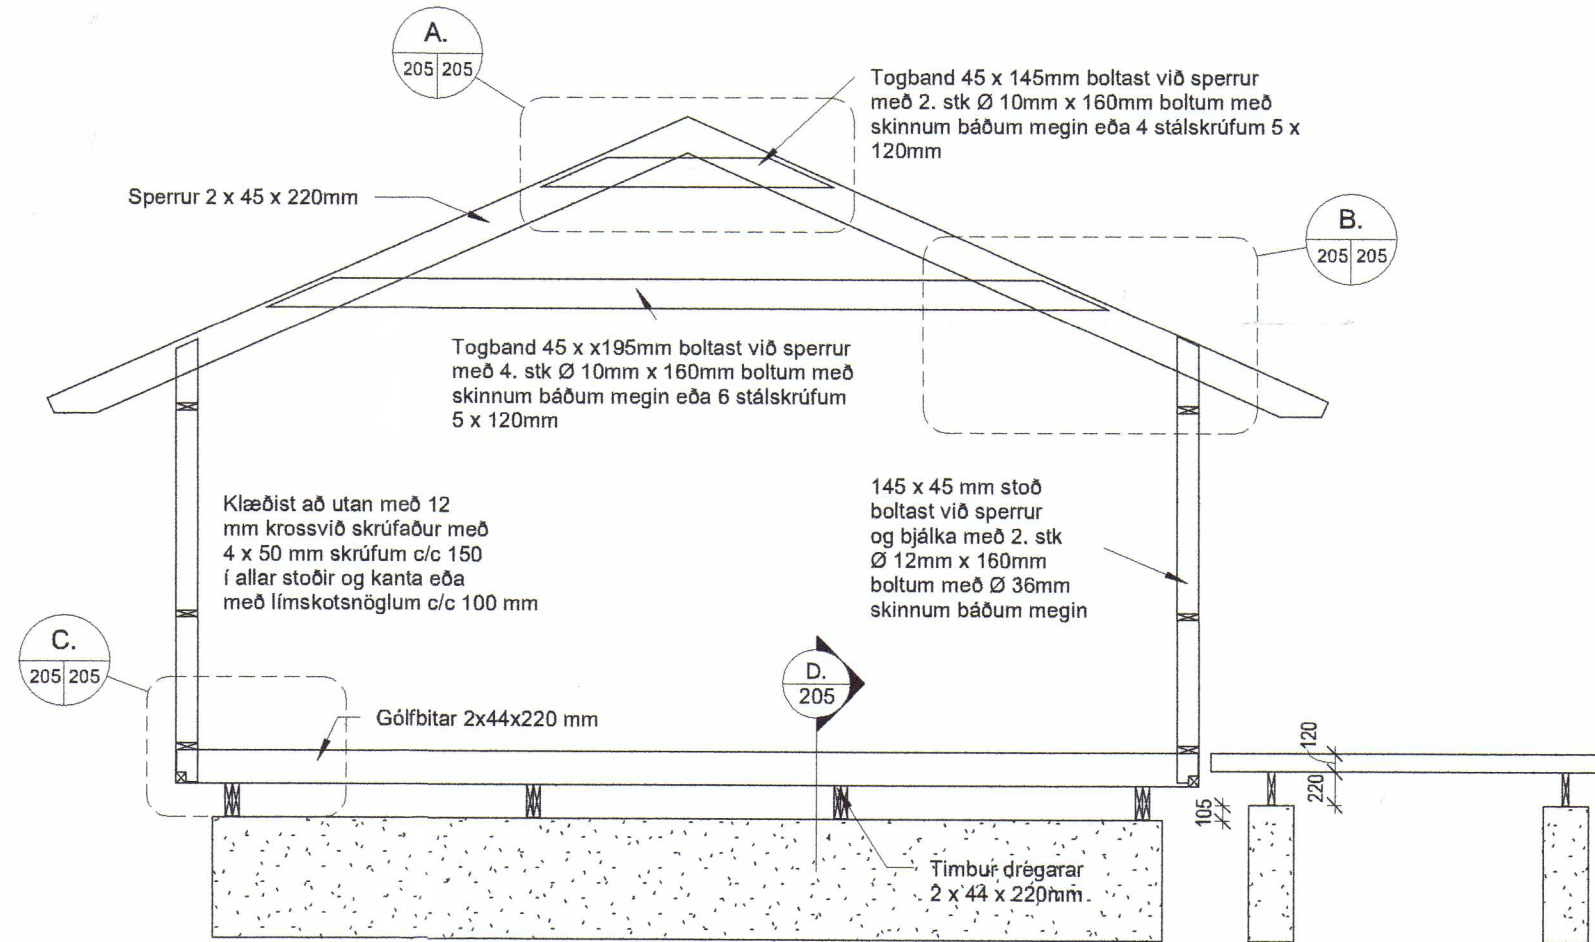 A.
205 205
Togband 45 x 145mm boltast við sperrur
með 2. stk Ø 10mm x 160mm boltum með
skinnum báðum megin eða 4 stálskrúfum 5 x
120mm
Sperrur 2 x 45 x 220mm
B.
205 205
Togband 45 x x195mm boltast við sperrur
með 4. stk Ø 10mm x 160mm boltum með
skinnum báðum megin eða 6 stálskrúfum
5 x 120mm
Klæðist að utan með 12
mm krossvið skrúfaður með
4 x 50 mm skrúfum c/c 150
í allar stoðir og kanta eða
með límskotsnöglum c/c 100 mm
145 x 45 mm stoð
boltast við sperrur
og bjálka með 2. stk
Ø 12mm x 160mm
boltum með Ø 36mm
skinnum báðum megin
C.
205 205
D.
205
Gólfbitar 2x44x220 mm
120
220
105
Timbur dregarar
2 x 44 x 220mm